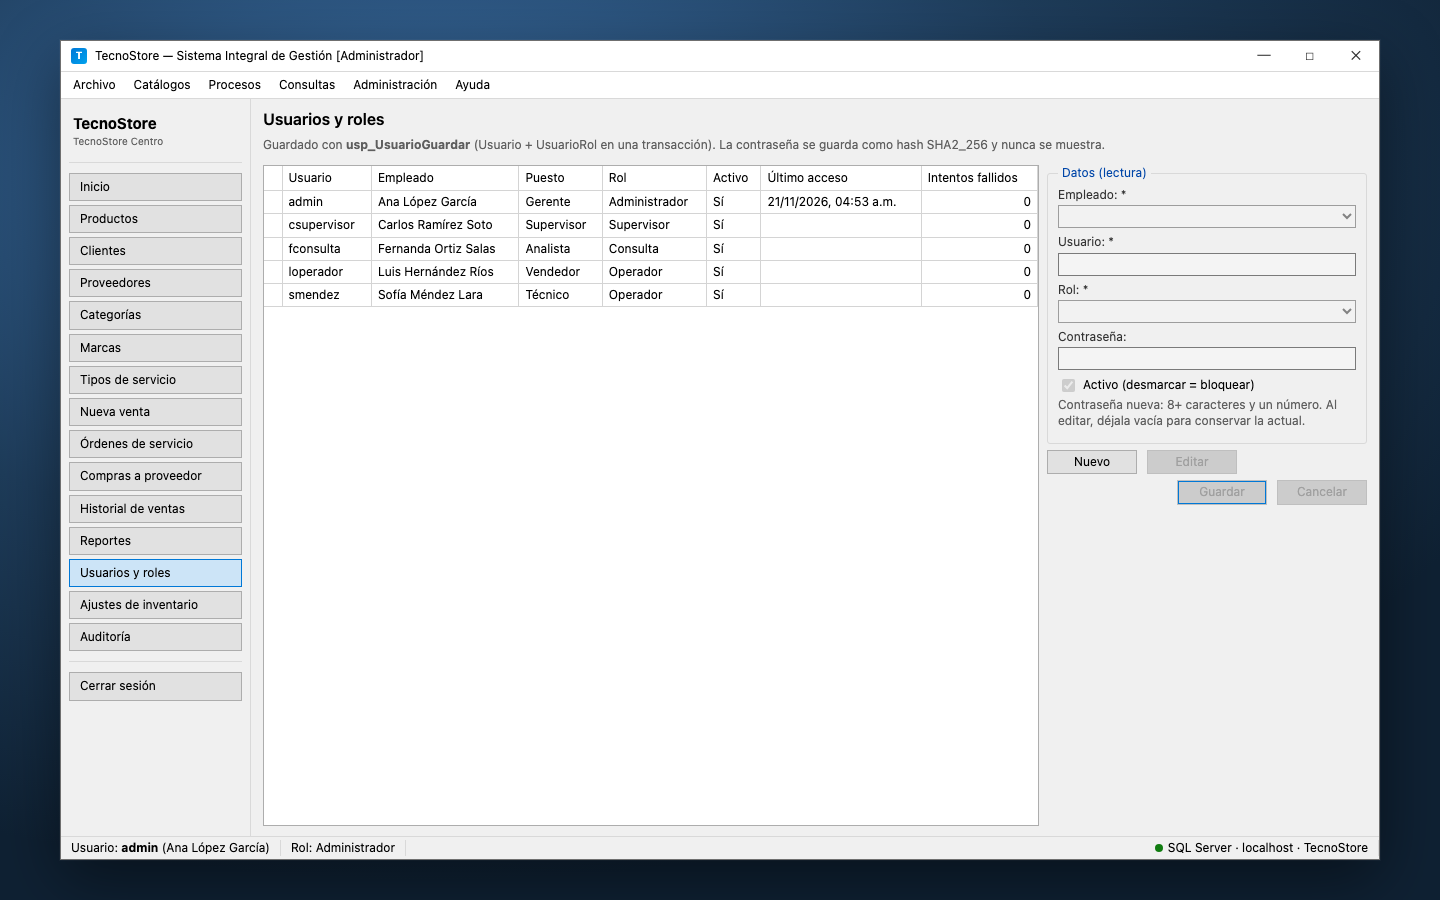 T TecnoStore — Sistema Integral de Gestión [Administrador]
Archivo Catálogos Procesos Consultas Administración Ayuda
TecnoStore
TecnoStore Centro
Inicio
Productos
Clientes
Proveedores
Categorías
Marcas
Tipos de servicio
Nueva venta
Órdenes de servicio
Compras a proveedor
Historial de ventas
Reportes
Usuarios y roles
Ajustes de inventario
Auditoría
Cerrar sesión
Usuarios y roles
Guardado con usp_UsuarioGuardar (Usuario + UsuarioRol en una transacción). La contraseña se guarda como hash SHA2_256 y nunca se muestra.
Usuario Empleado Puesto Rol Activo Último acceso Intentos fallidos
admin Ana López García Gerente Administrador Sí 21/11/2026, 04:53 a.m. 0
csupervisor Carlos Ramírez Soto Supervisor Supervisor Sí 0
fconsulta Fernanda Ortiz Salas Analista Consulta Sí 0
loperador Luis Hernández Ríos Vendedor Operador Sí 0
smendez Sofía Méndez Lara Técnico Operador Sí 0
Datos (lectura)
Empleado: *
Usuario: *
Rol: *
Contraseña:
Activo (desmarcar = bloquear)
Contraseña nueva: 8+ caracteres y un número. Al
editar, déjala vacía para conservar la actual.
Nuevo Editar
Guardar Cancelar
Usuario: admin (Ana López García) Rol: Administrador SQL Server · localhost · TecnoStore